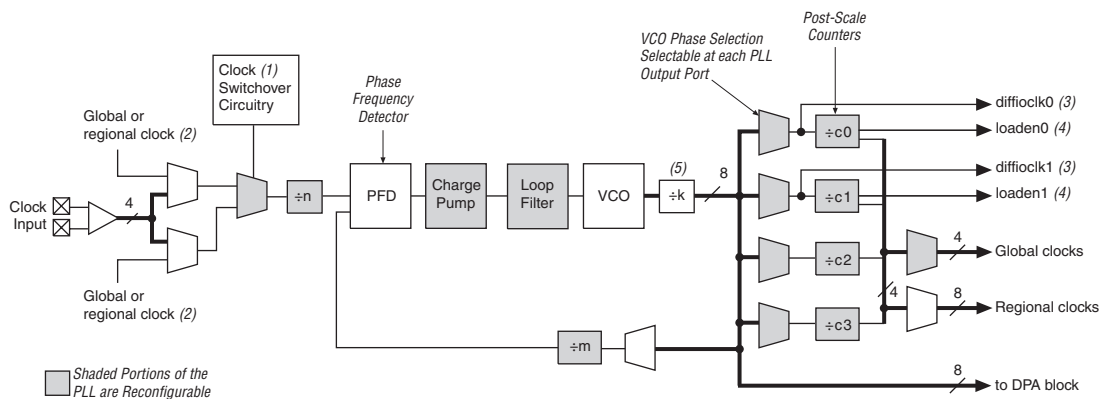 Clock (1)
Switchover
Circuitry
Phase
Frequency
Detector
VCO Phase Selection
Selectable at each PLL
Output Port
Post-Scale
Counters
Global or
regional clock (2)
Clock
Input
4
Global or
regional clock (2)
÷n
PFD
Charge
Pump
Loop
Filter
VCO
(5)
÷k
8
÷c0
÷c1
÷c2
÷c3
÷m
4
diffioclk0 (3)
loaden0 (4)
diffioclk1 (3)
loaden1 (4)
4
Global clocks
8
Regional clocks
8
to DPA block
Shaded Portions of the
PLL are Reconfigurable